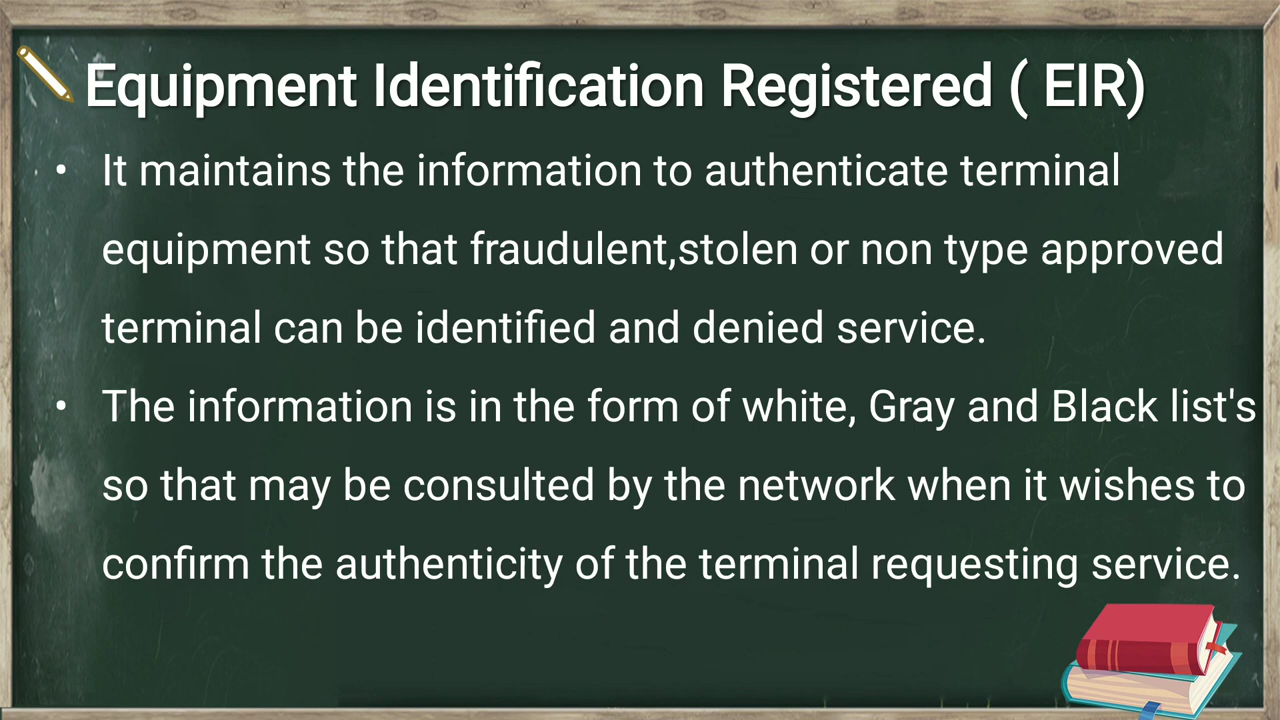 Equipment Identification Registered ( EIR)
• It maintains the information to authenticate terminal
equipment so that fraudulent,stolen or non type approved
terminal can be identified and denied service.
• The information is in the form of white, Gray and Black list's
so that may be consulted by the network when it wishes to
confirm the authenticity of the terminal requesting service.